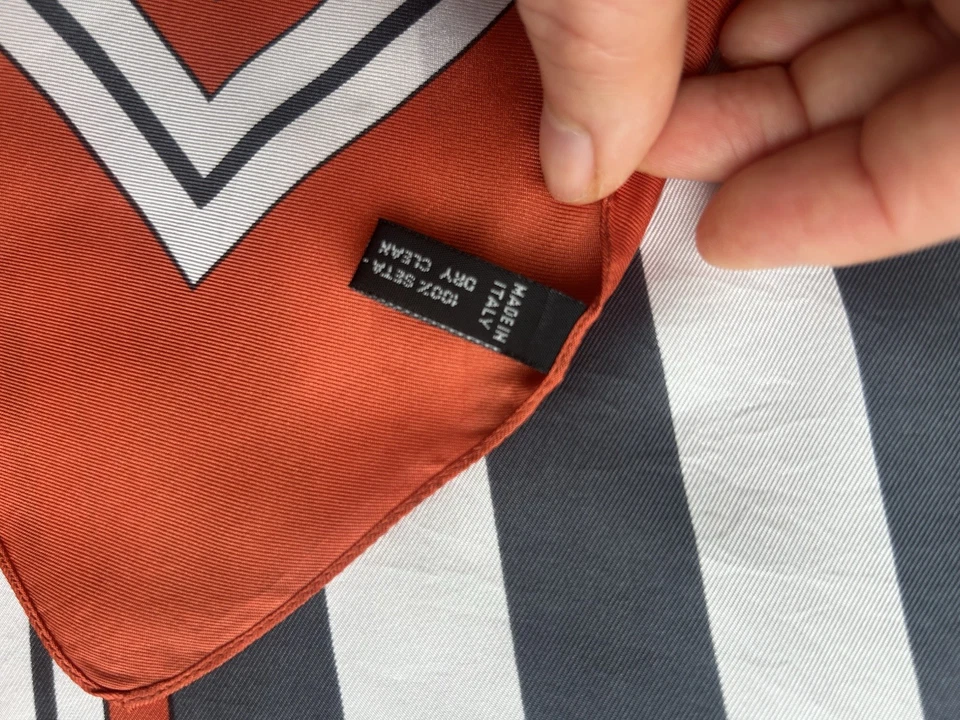 MADE IN
ITALY
100% SETA
DRY CLEAN